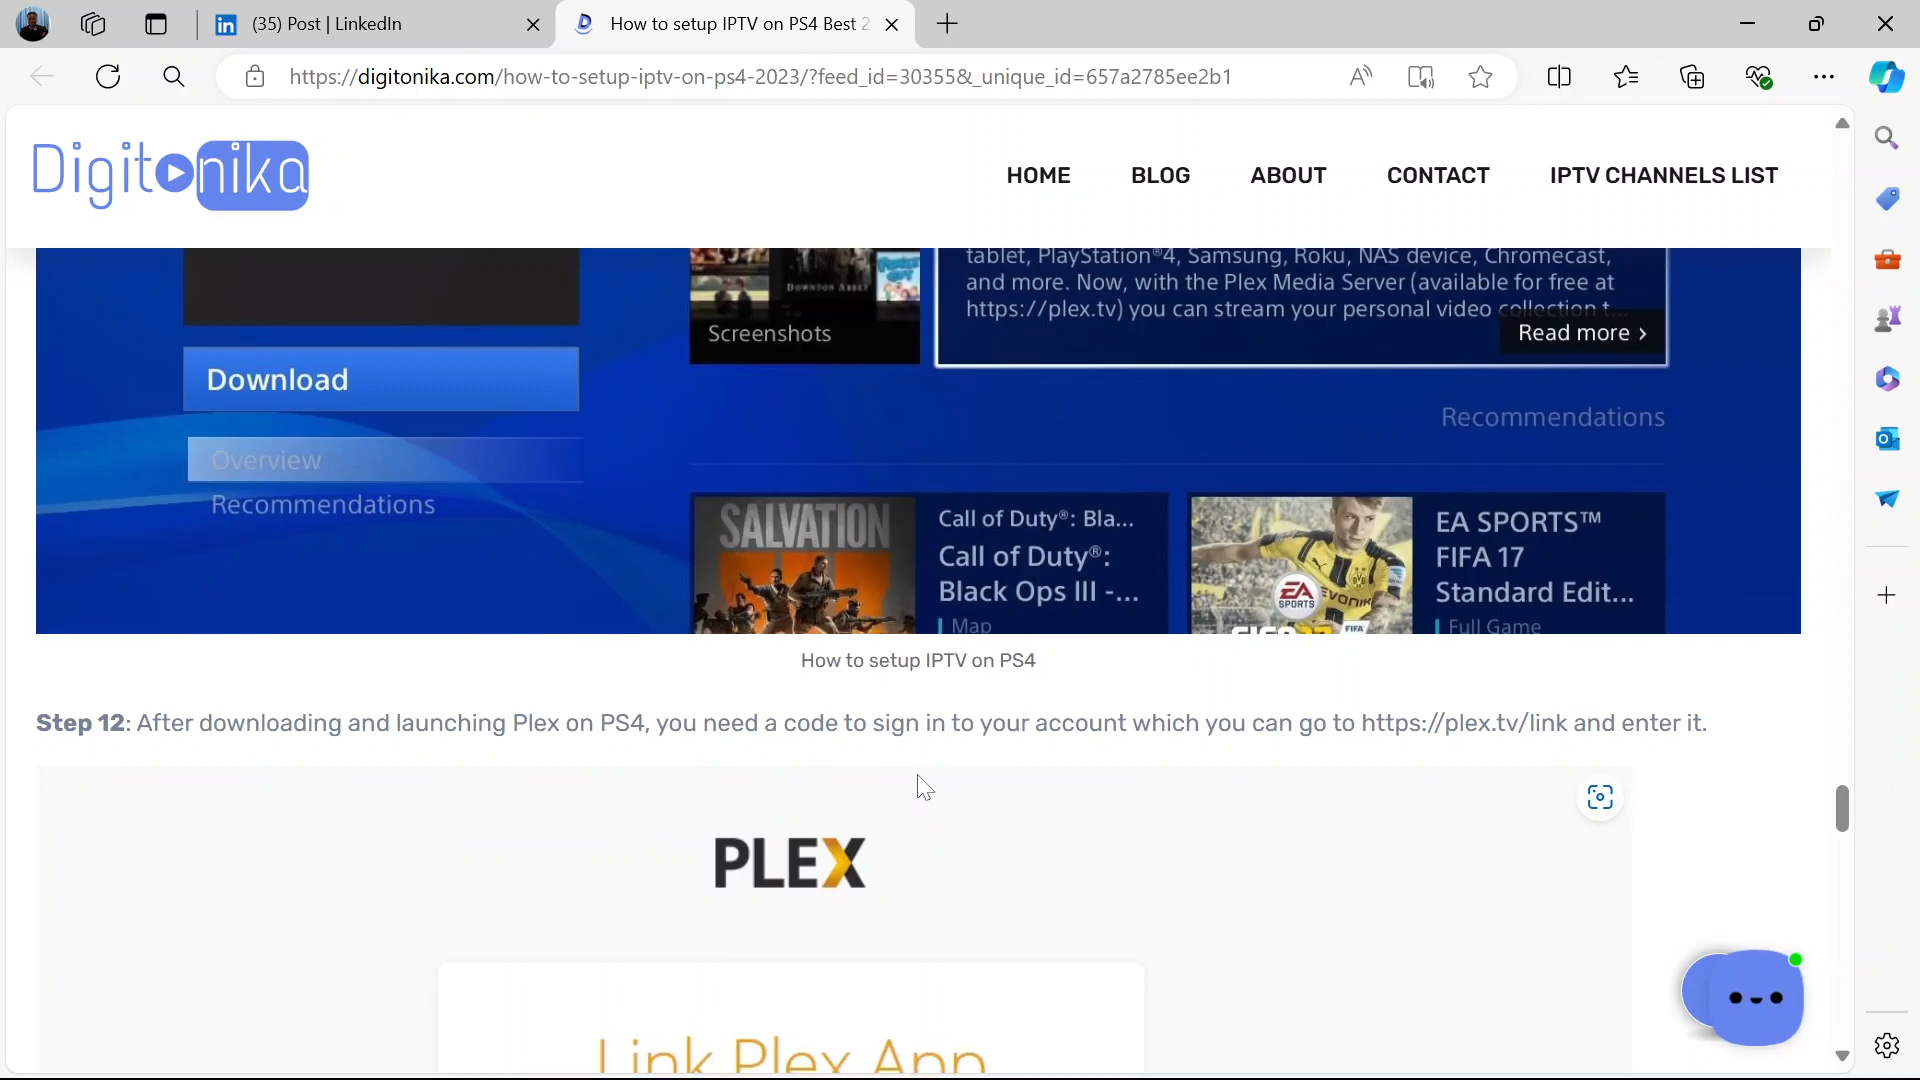 (35) Post | LinkedIn
How to setup IPTV on PS4 Best 2
https://digitonika.com/how-to-setup-iptv-on-ps4-2023/?feed_id=30355&_unique_id=657a2785ee2b1
Digitonika
HOME
BLOG
ABOUT
CONTACT
IPTV CHANNELS LIST
tablet, PlayStation®4, Samsung, Roku, NAS device, Chromecast,
and more. Now, with the Plex Media Server (available for free at
https://plex.tv) you can stream your personal video collection t...
Read more ›
DOWNTON ABBEY
Screenshots
Download
Overview
Recommendations
Recommendations
SALVATION
Call of Duty®: Bla...
Call of Duty®:
Black Ops III -...
Map
EA
SPORTS
EVONIK
FIFA
EA SPORTS™
FIFA 17
Standard Edit...
Full Game
How to setup IPTV on PS4
Step 12: After downloading and launching Plex on PS4, you need a code to sign in to your account which you can go to https://plex.tv/link and enter it.
PLEX
Link Plex App